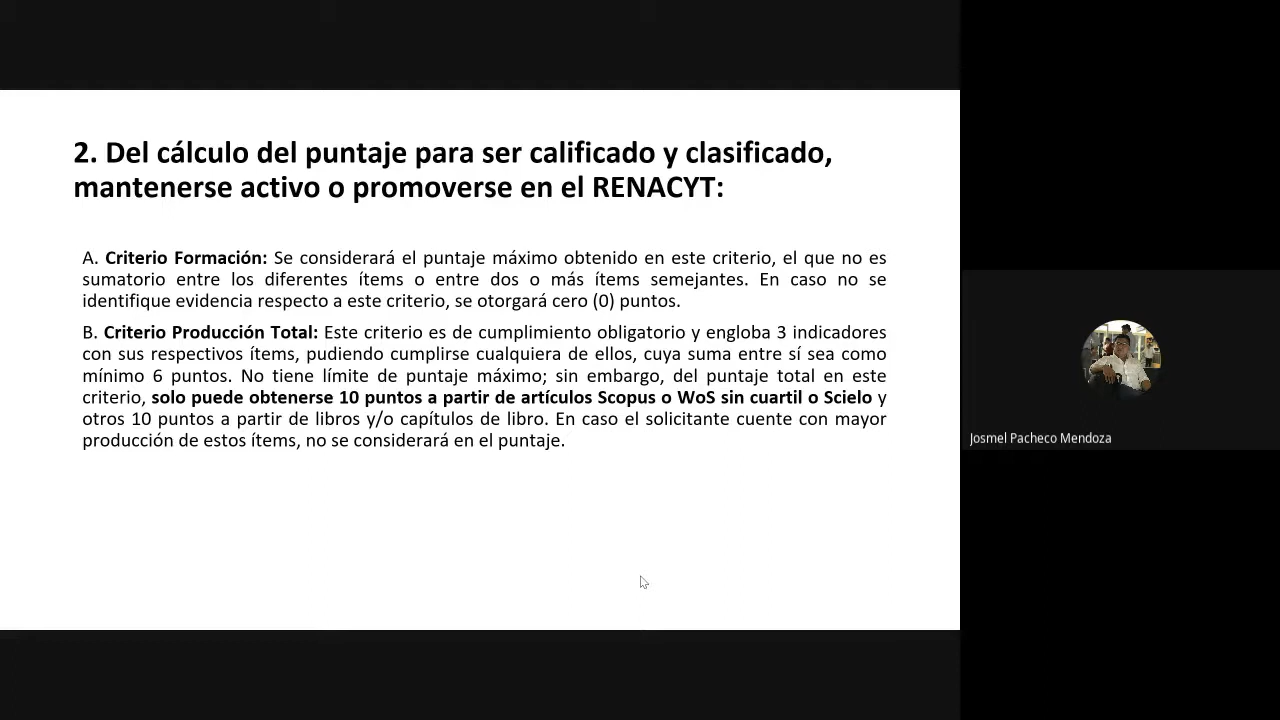 2. Del cálculo del puntaje para ser calificado y clasificado,
mantenerse activo o promoverse en el RENACYT:
A. Criterio Formación: Se considerará el puntaje máximo obtenido en este criterio, el que no es
sumatorio entre los diferentes ítems o entre dos o más ítems semejantes. En caso no se
identifique evidencia respecto a este criterio, se otorgará cero (0) puntos.
B. Criterio Producción Total: Este criterio es de cumplimiento obligatorio y engloba 3 indicadores
con sus respectivos ítems, pudiendo cumplirse cualquiera de ellos, cuya suma entre sí sea como
mínimo 6 puntos. No tiene límite de puntaje máximo; sin embargo, del puntaje total en este
criterio, solo puede obtenerse 10 puntos a partir de artículos Scopus o WoS sin cuartil o Scielo y
otros 10 puntos a partir de libros y/o capítulos de libro. En caso el solicitante cuente con mayor
producción de estos ítems, no se considerará en el puntaje.
Josmel Pacheco Mendoza